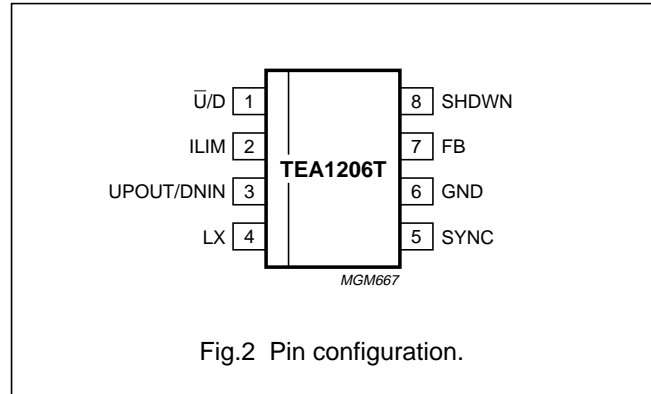 U̅/D 1
ILIM 2
UPOUT/DNIN 3
LX 4
TEA1206T
8 SHDWN
7 FB
6 GND
5 SYNC
MGM667
Fig.2 Pin configuration.